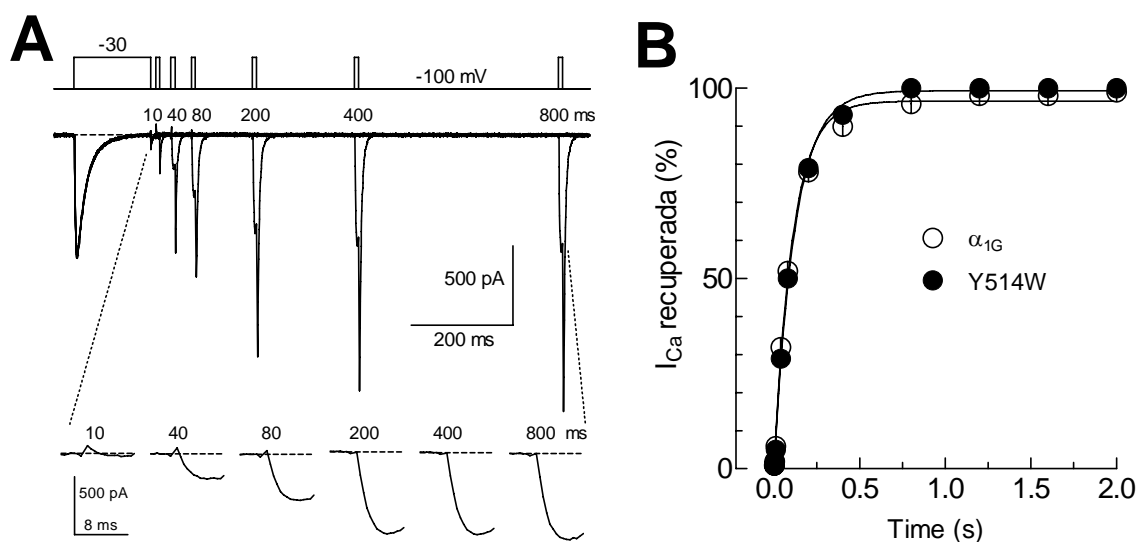 A
-30
-100 mV
10 40 80 200 400 800 ms
500 pA
200 ms
10 40 80 200 400 800 ms
500 pA
8 ms
B
100
50
0
I_Ca recuperada (%)
α1G
Y514W
0.0 0.5 1.0 1.5 2.0
Time (s)